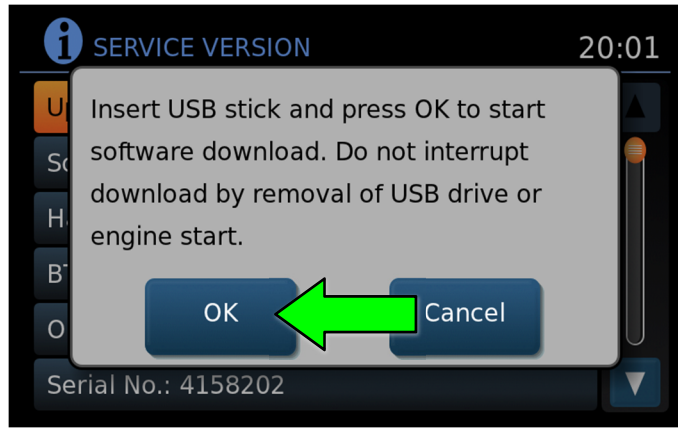 SERVICE VERSION
20:01
Insert USB stick and press OK to start
software download. Do not interrupt
download by removal of USB drive or
engine start.
OK
Cancel
Serial No.: 4158202